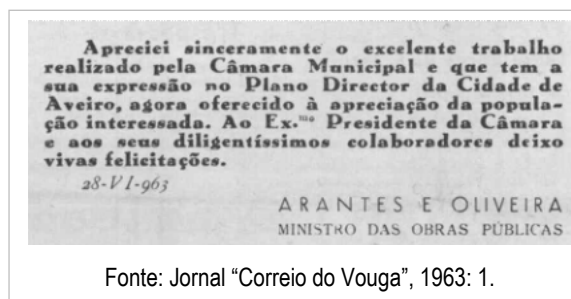 Apreciei sinceramente o excelente trabalho
realizado pela Câmara Municipal e que tem a
sua expressão no Plano Director da Cidade de
Aveiro, agora oferecido à apreciação da popula-
ção interessada. Ao Ex.mo Presidente da Câmara
e aos seus diligentíssimos colaboradores deixo
vivas felicitações.
28-VI-963
ARANTES E OLIVEIRA
MINISTRO DAS OBRAS PÚBLICAS
Fonte: Jornal “Correio do Vouga”, 1963: 1.